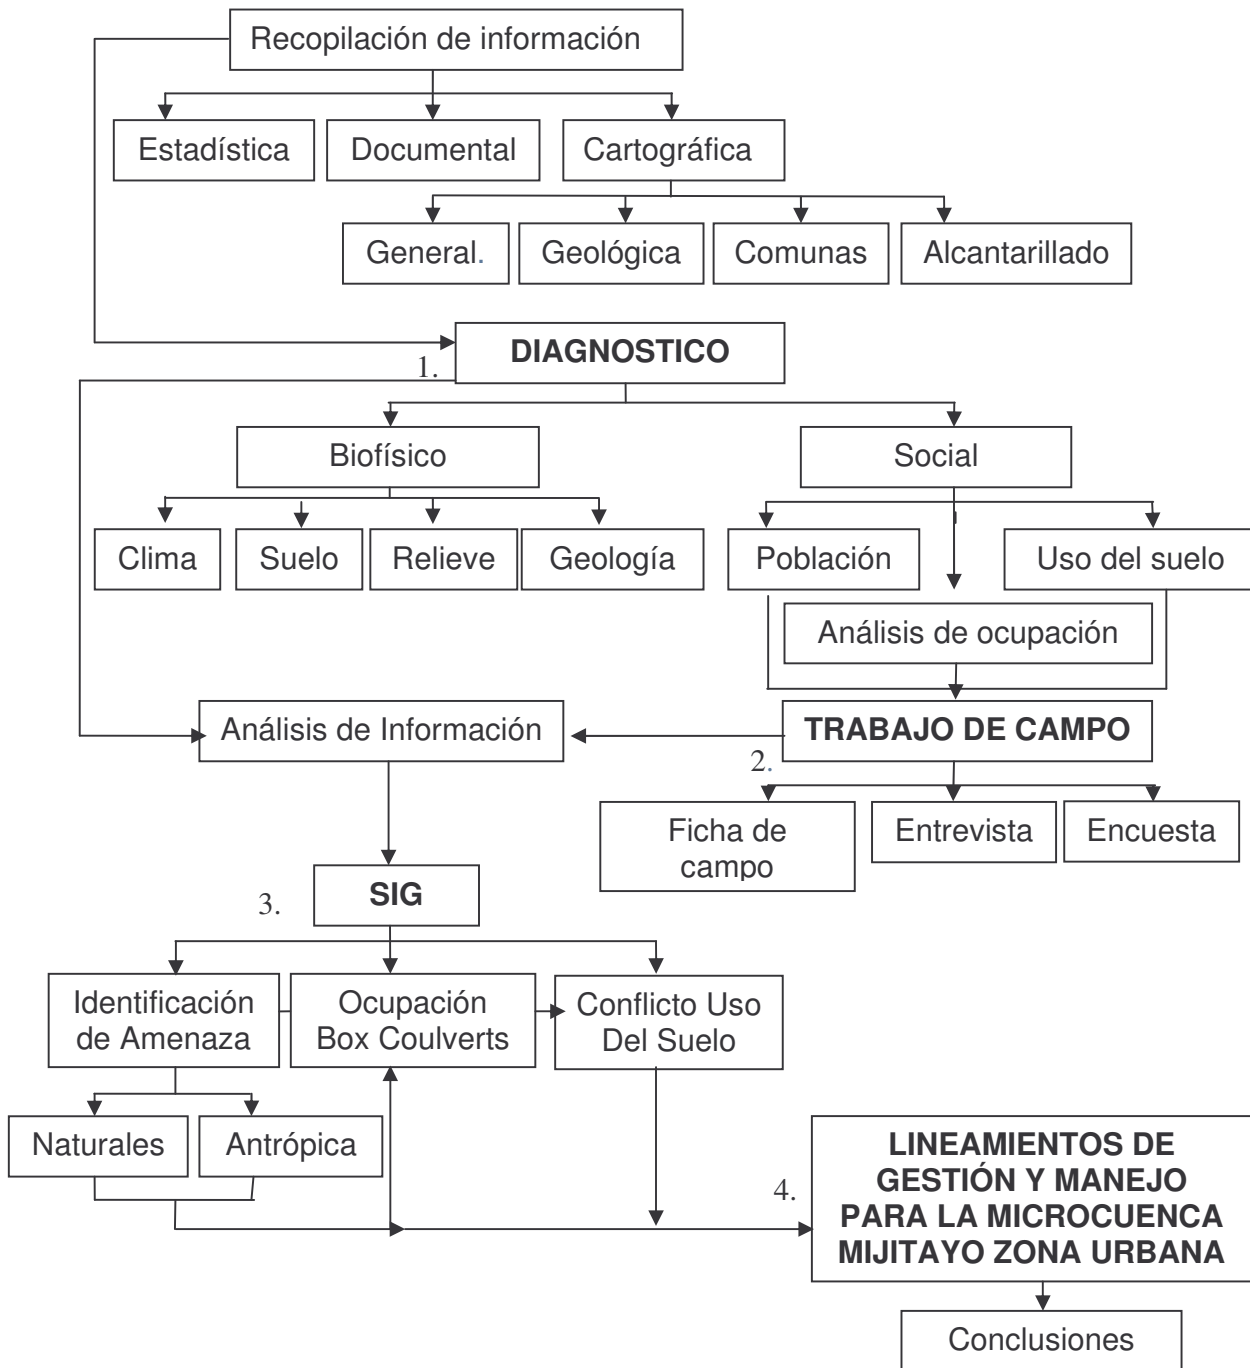 Recopilación de información
Estadística
Documental
Cartográfica
General.
Geológica
Comunas
Alcantarillado
DIAGNOSTICO
1.
Biofísico
Social
Clima
Suelo
Relieve
Geología
Población
Uso del suelo
Análisis de ocupación
Análisis de Información
TRABAJO DE CAMPO
2.
Ficha de
campo
Entrevista
Encuesta
SIG
3.
Identificación
de Amenaza
Ocupación
Box Coulverts
Conflicto Uso
Del Suelo
Naturales
Antrópica
4.
LINEAMIENTOS DE
GESTIÓN Y MANEJO
PARA LA MICROCUENCA
MIJITAYO ZONA URBANA
Conclusiones